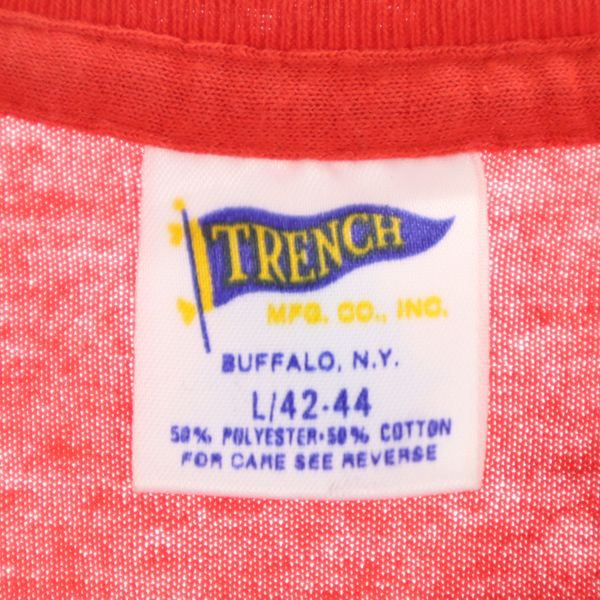 TRENCH
MFG. CO., INC.
BUFFALO, N.Y.
L/42-44
50% POLYESTER·50% COTTON
FOR CARE SEE REVERSE